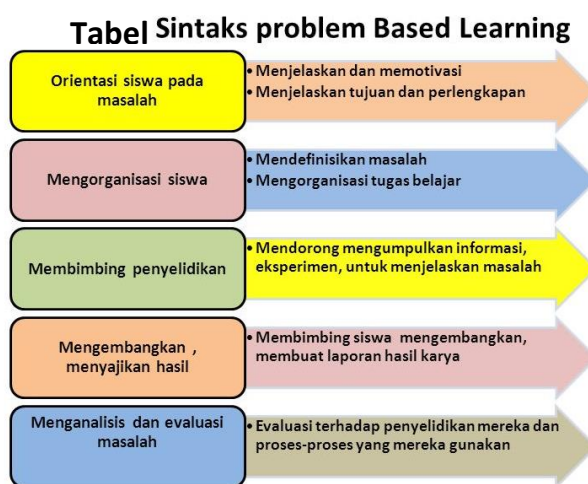 Tabel Sintaks problem Based Learning
Orientasi siswa pada
masalah
• Menjelaskan dan memotivasi
• Menjelaskan tujuan dan perlengkapan
Mengorganisasi siswa
• Mendefinisikan masalah
• Mengorganisasi tugas belajar
Membimbing penyelidikan
• Mendorong mengumpulkan informasi,
eksperimen, untuk menjelaskan masalah
Mengembangkan ,
menyajikan hasil
• Membimbing siswa mengembangkan,
membuat laporan hasil karya
Menganalisis dan evaluasi
masalah
• Evaluasi terhadap penyelidikan mereka dan
proses-proses yang mereka gunakan